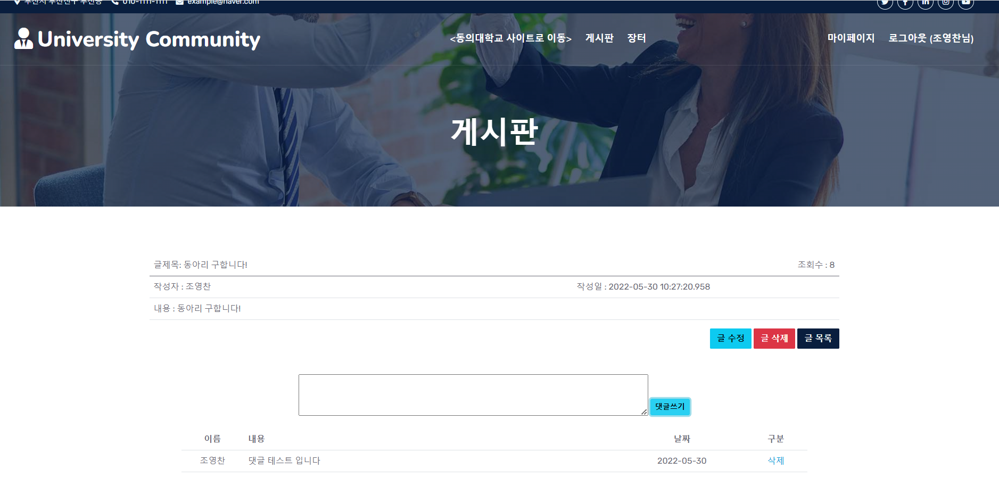 010-1111-1111 example@naver.com
University Community <동의대학교 사이트로 이동> 게시판 장터 마이페이지 로그아웃 (조영찬님)
게시판
글제목: 동아리 구합니다! 조회수 : 8
작성자 : 조영찬 작성일 : 2022-05-30 10:27:20.958
내용 : 동아리 구합니다!
글 수정 글 삭제 글 목록
댓글쓰기
이름 내용 날짜 구분
조영찬 댓글 테스트 입니다 2022-05-30 삭제